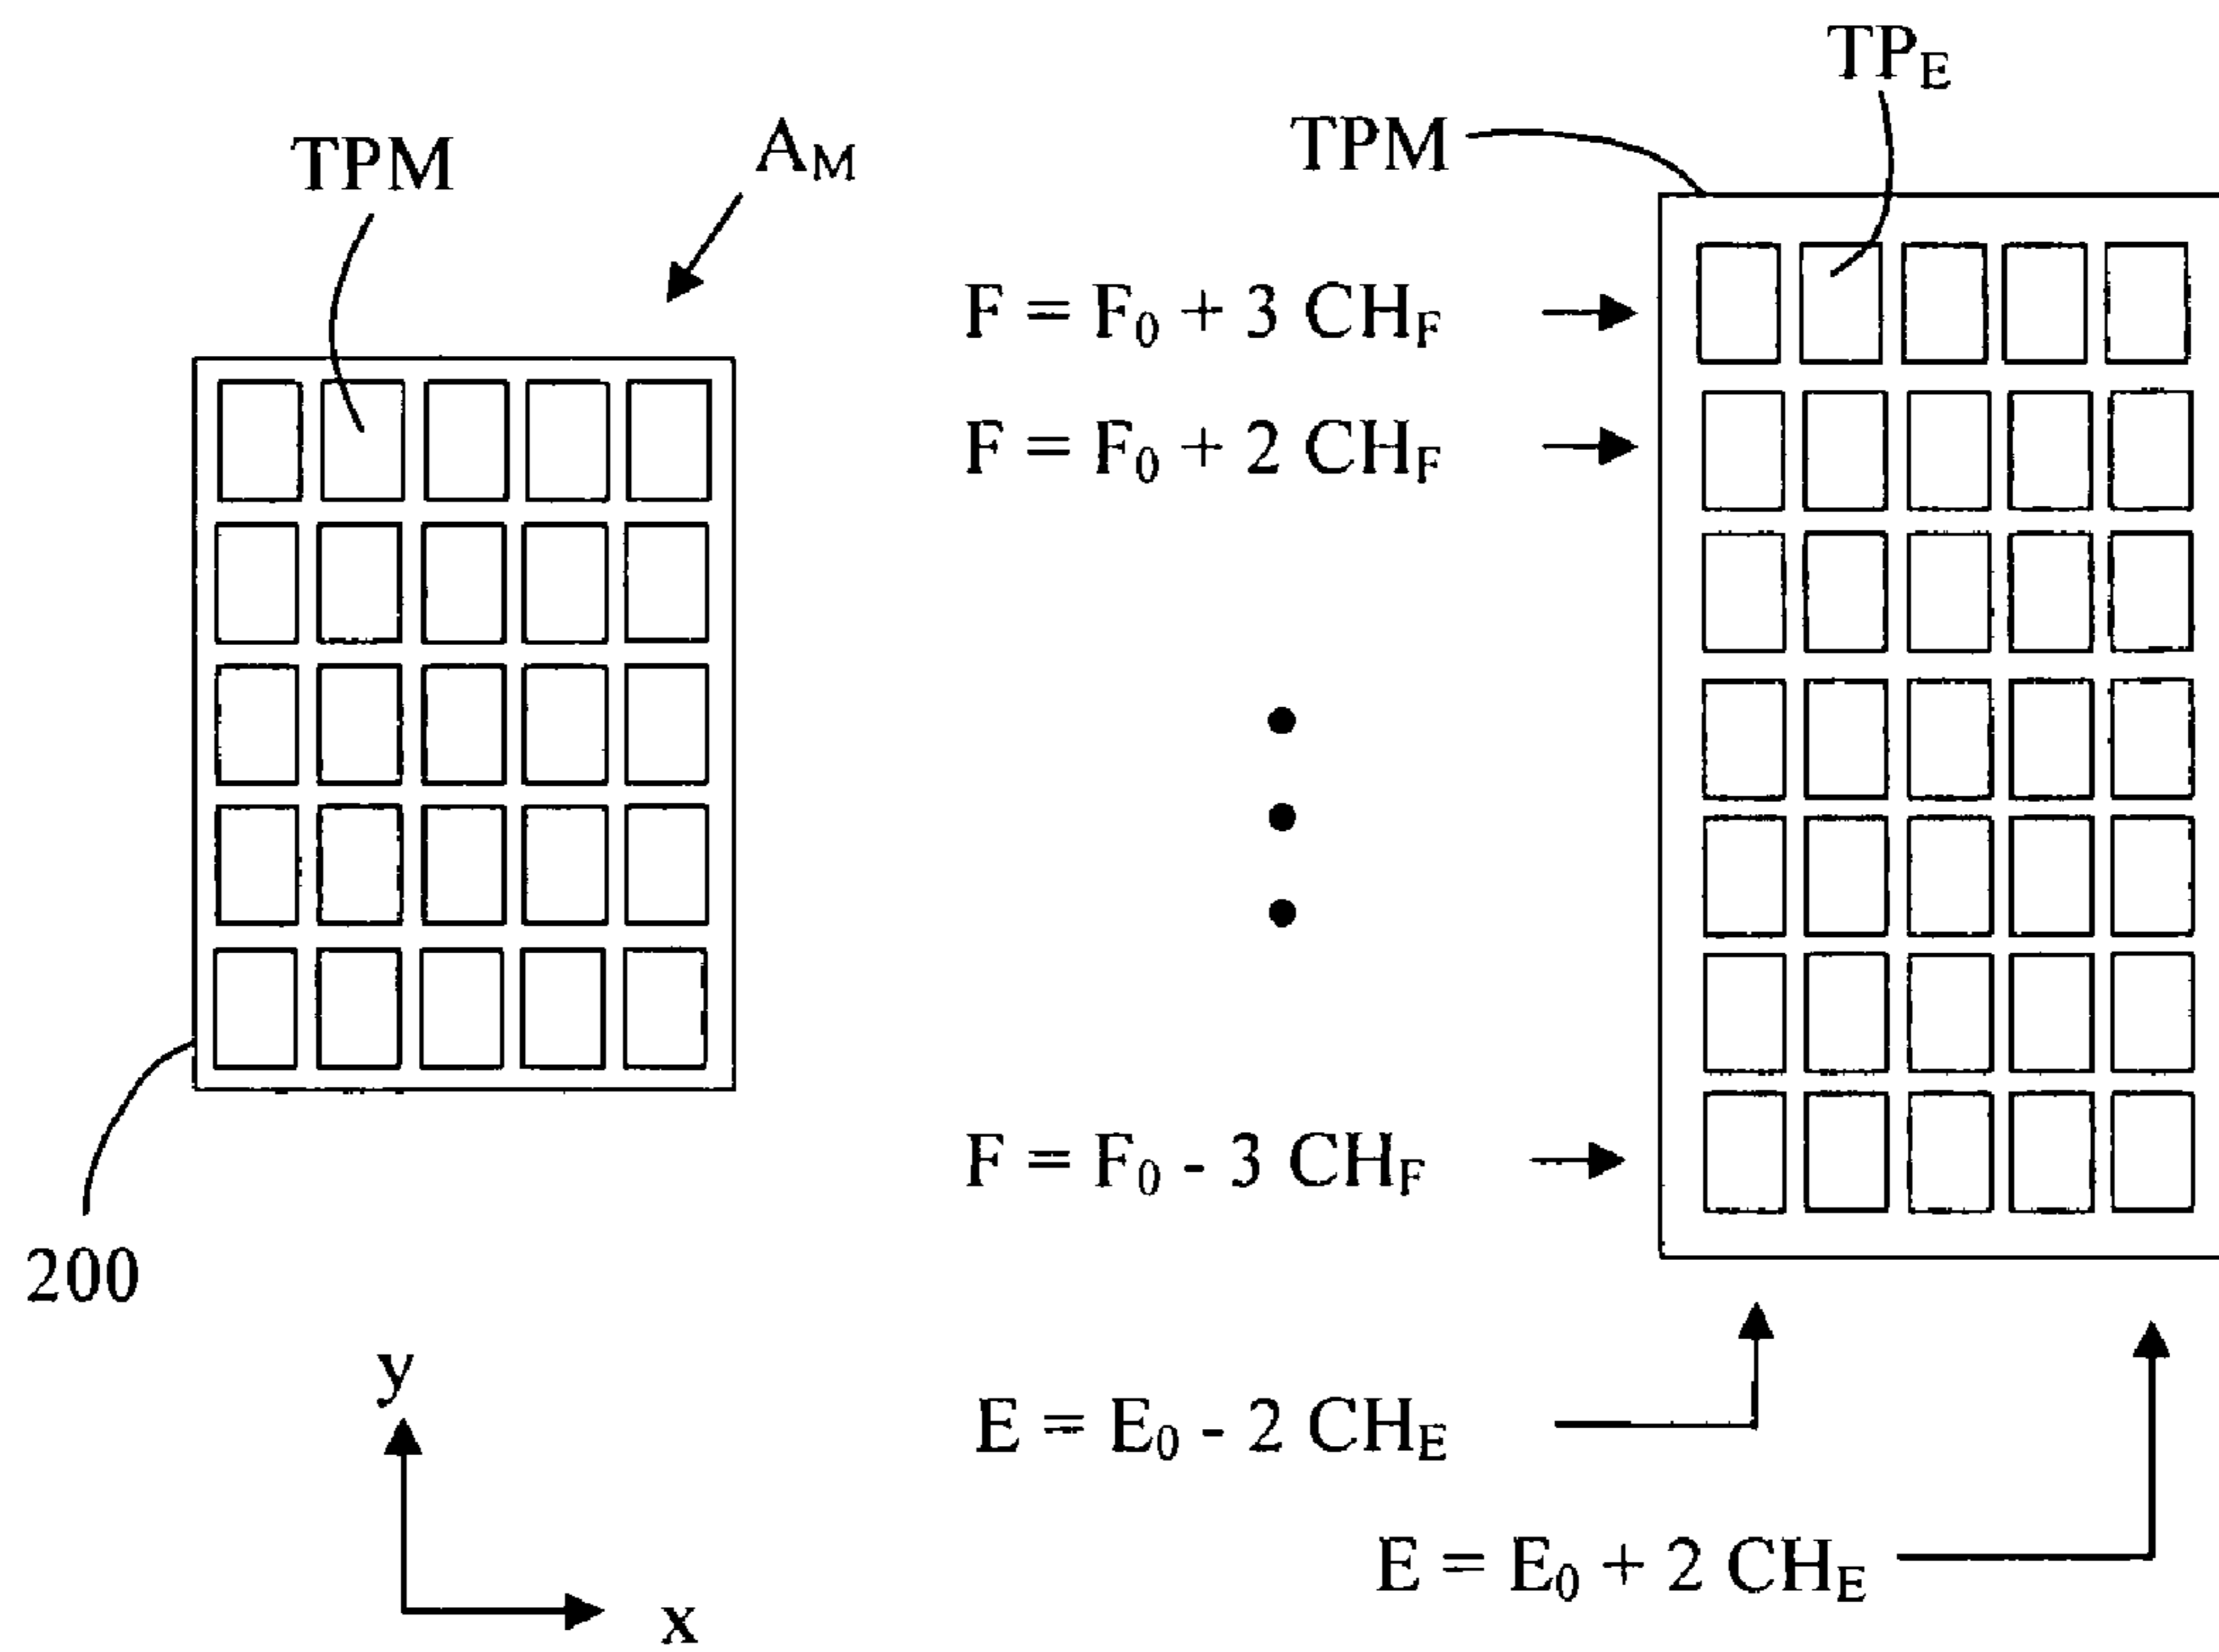 TP_E
TPM
A_M
TPM
F = F_0 + 3 CH_F
F = F_0 + 2 CH_F
F = F_0 - 3 CH_F
200
y
x
E = E_0 - 2 CH_E
E = E_0 + 2 CH_E